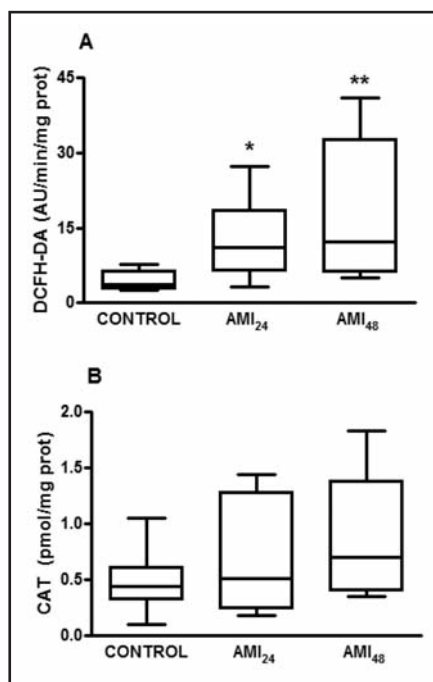 A
DCFH-DA (AU/min/mg prot)
45
**
30
*
15
0
CONTROL AMI₂₄ AMI₄₈
B
CAT (pmol/mg prot)
2.0
1.5
1.0
0.5
0.0
CONTROL AMI₂₄ AMI₄₈